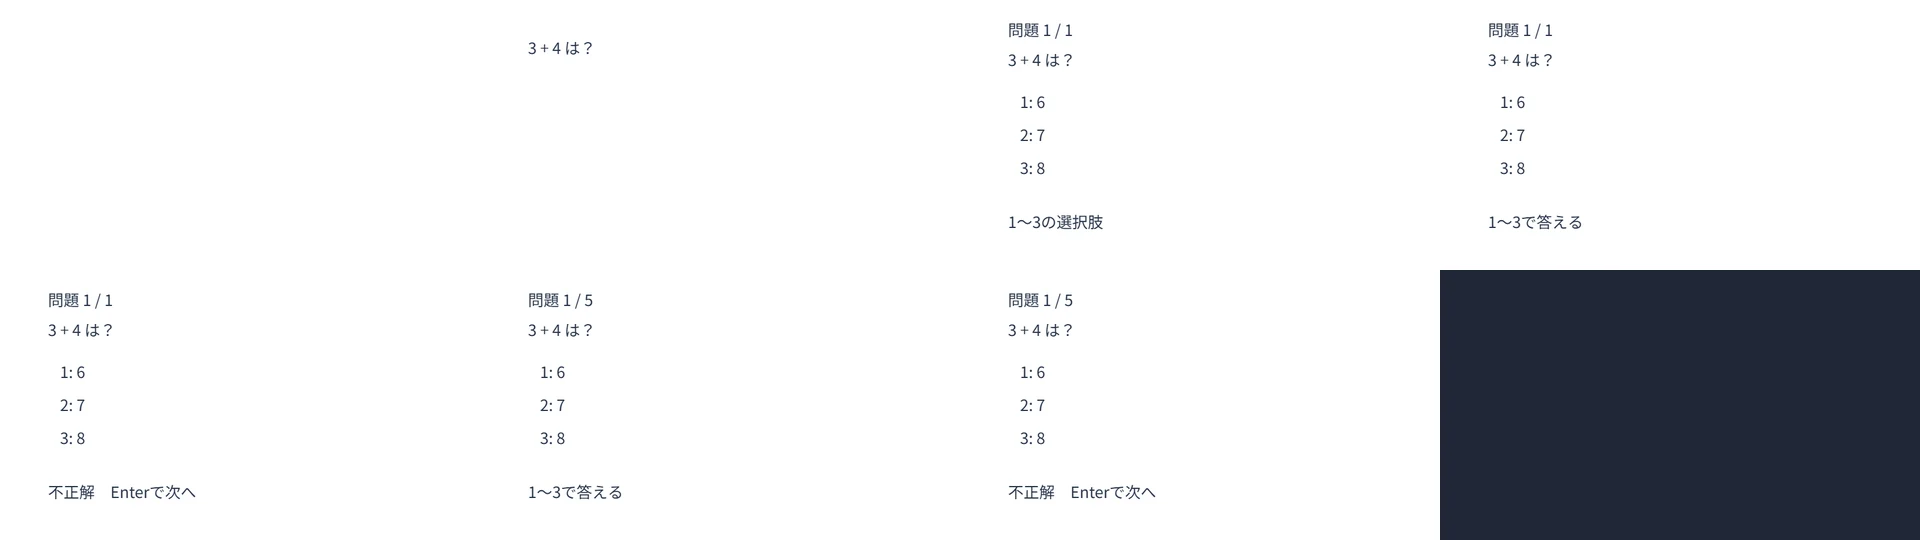 3 + 4 は？
問題 1 / 1
3 + 4 は？
1: 6
2: 7
3: 8
1〜3の選択肢
問題 1 / 1
3 + 4 は？
1: 6
2: 7
3: 8
1〜3で答える
問題 1 / 1
3 + 4 は？
1: 6
2: 7
3: 8
不正解　Enterで次へ
問題 1 / 5
3 + 4 は？
1: 6
2: 7
3: 8
1〜3で答える
問題 1 / 5
3 + 4 は？
1: 6
2: 7
3: 8
不正解　Enterで次へ